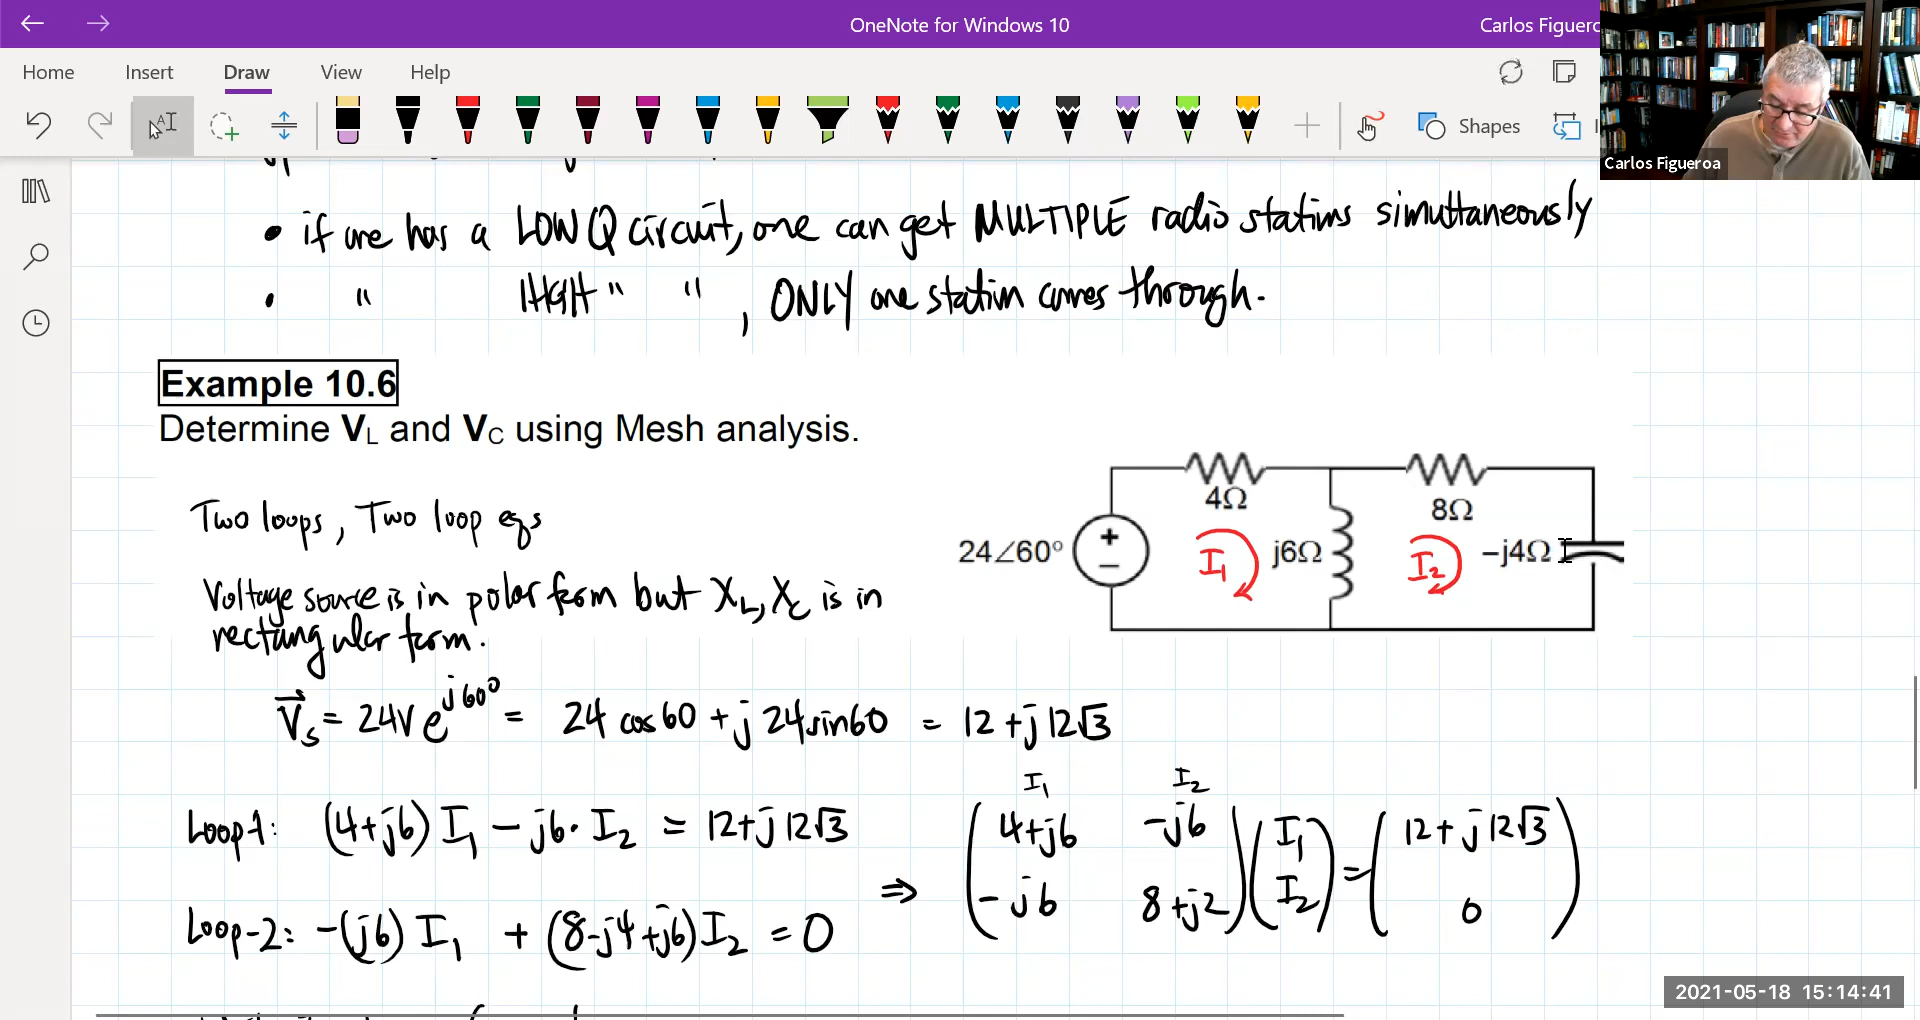 OneNote for Windows 10
Carlos Figuero
Home Insert Draw View Help
Shapes
Carlos Figueroa
• if one has a LOW Q circuit, one can get MULTIPLE radio stations simultaneously
• " HIGH " " , ONLY one station comes through.
Example 10.6
Determine VL and VC using Mesh analysis.
4Ω
8Ω
24∠60°
+
−
I₁
j6Ω
I₂
−j4Ω
Two loops, Two loop eqs
Voltage source is in polar form but XL, XC is in
rectangular form.
V⃗s = 24V e^j60° = 24 cos60 + j 24 sin60 = 12 + j 12√3
Loop-1: (4+j6) I₁ − j6 · I₂ = 12 + j 12√3
Loop-2: −(j6) I₁ + (8−j4+j6) I₂ = 0
I₁ I₂
⇒ (4+j6 −j6) (I₁) = (12 + j 12√3)
(−j6 8+j2) (I₂) (0)
2021-05-18 15:14:41